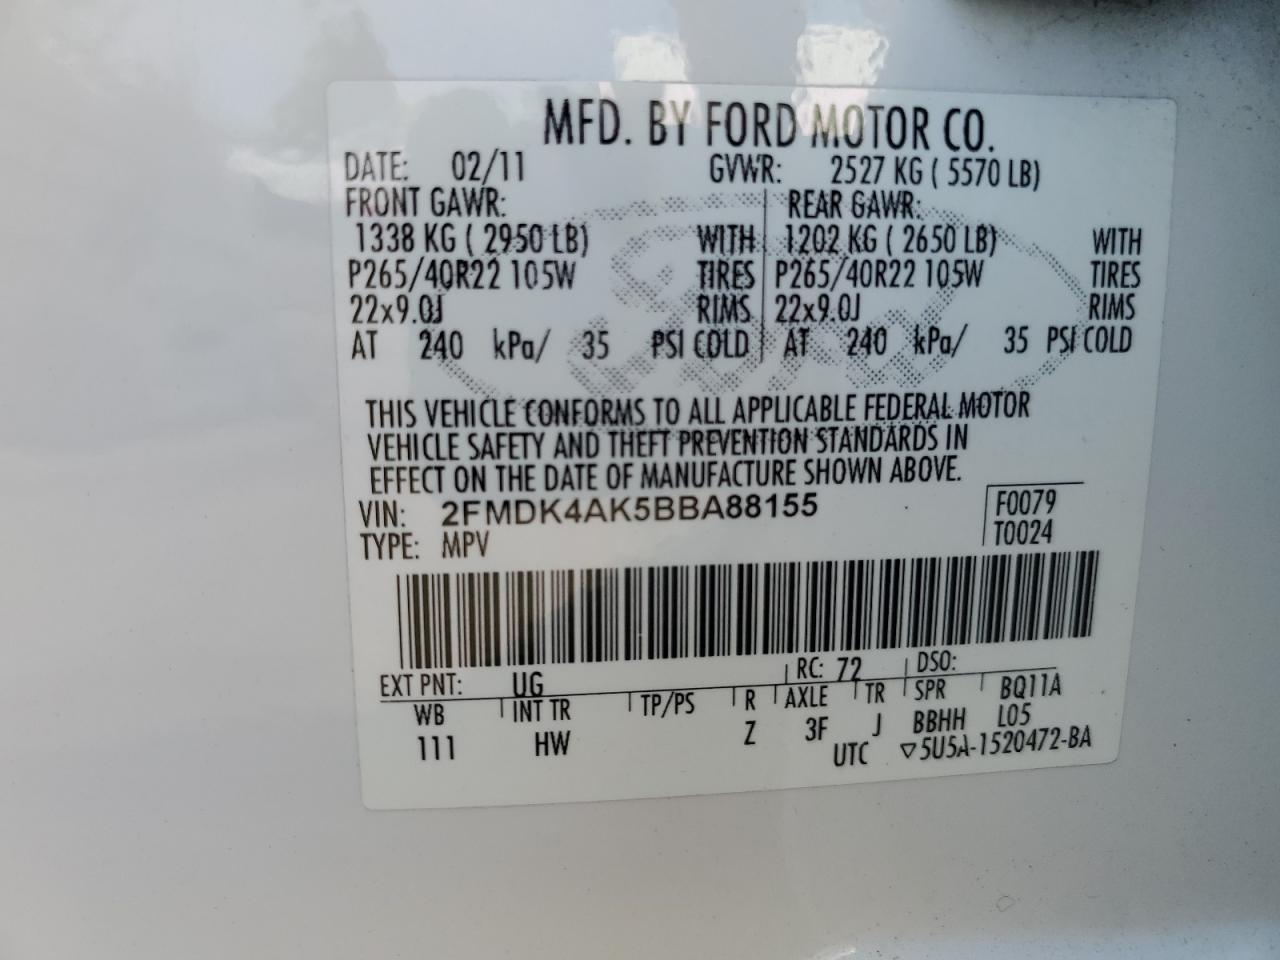 MFD. BY FORD MOTOR CO.
DATE: 02/11 GVWR: 2527 KG ( 5570 LB)
FRONT GAWR: REAR GAWR:
1338 KG ( 2950 LB) WITH 1202 KG ( 2650 LB) WITH
P265/40R22 105W TIRES P265/40R22 105W TIRES
22x9.0J RIMS 22x9.0J RIMS
AT 240 kPa/ 35 PSI COLD AT 240 kPa/ 35 PSI COLD
THIS VEHICLE CONFORMS TO ALL APPLICABLE FEDERAL MOTOR
VEHICLE SAFETY AND THEFT PREVENTION STANDARDS IN
EFFECT ON THE DATE OF MANUFACTURE SHOWN ABOVE.
VIN: 2FMDK4AK5BBA88155 F0079
TYPE: MPV T0024
EXT PNT: UG RC: 72 DSO:
WB INT TR TP/PS R AXLE TR SPR BQ11A
111 HW Z 3F J BBHH L05
UTC ▽5U5A-1520472-BA